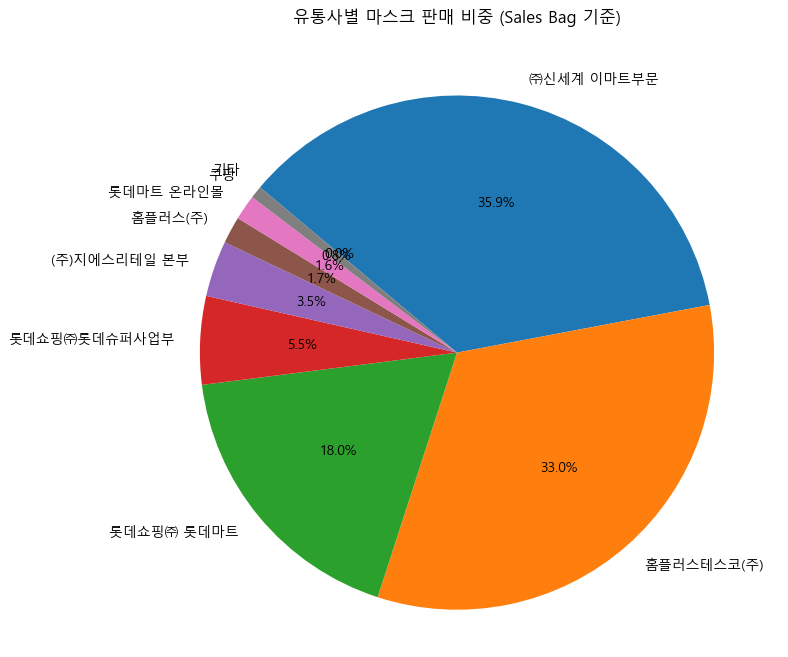 유통사별 마스크 판매 비중 (Sales Bag 기준)
㈜신세계 이마트부문
35.9%
기타
0.0%
쿠팡
0.8%
롯데마트 온라인몰
1.6%
홈플러스(주)
1.7%
(주)지에스리테일 본부
3.5%
롯데쇼핑㈜롯데슈퍼사업부
5.5%
18.0%
롯데쇼핑㈜ 롯데마트
33.0%
홈플러스테스코(주)